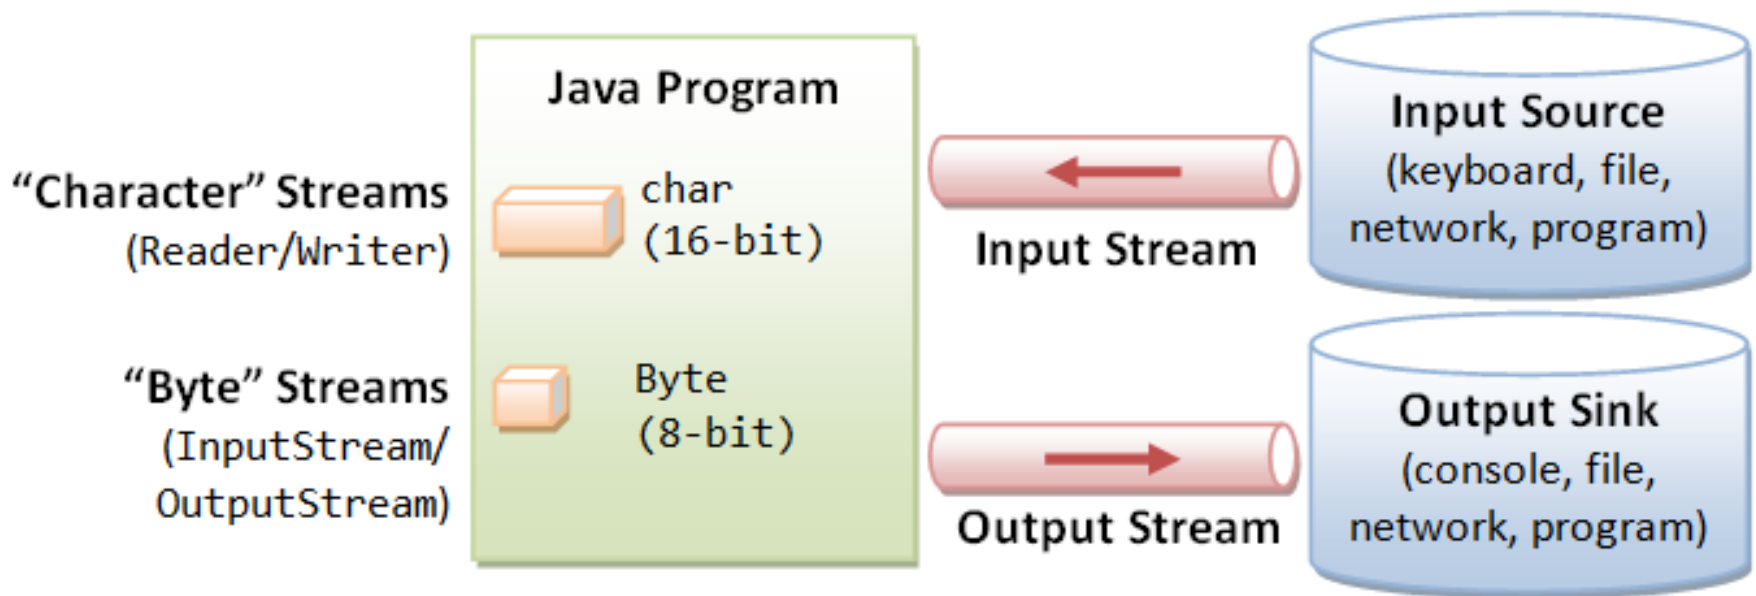 “Character” Streams
(Reader/Writer)
“Byte” Streams
(InputStream/
OutputStream)
Java Program
char
(16-bit)
Byte
(8-bit)
Input Stream
Output Stream
Input Source
(keyboard, file,
network, program)
Output Sink
(console, file,
network, program)